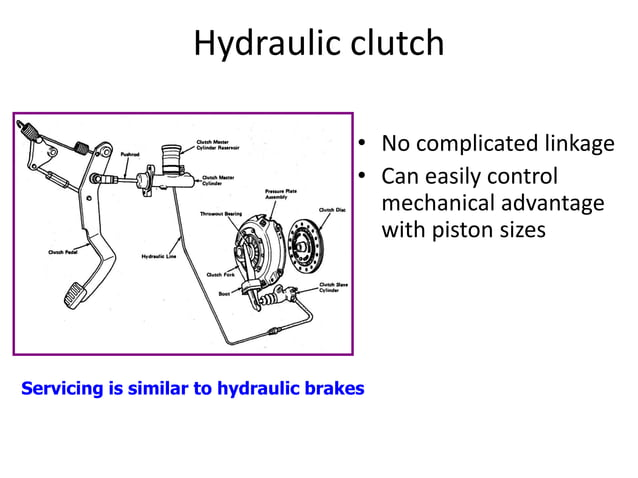 Hydraulic clutch
Clutch Master
Cylinder Reservoir
Pushrod
Clutch Master
Cylinder
Pressure Plate
Assembly
Throwout Bearing
Clutch Disc
Clutch Pedal
Hydraulic Line
Clutch Fork
Boot
Clutch Slave
Cylinder
• No complicated linkage
• Can easily control
mechanical advantage
with piston sizes
Servicing is similar to hydraulic brakes